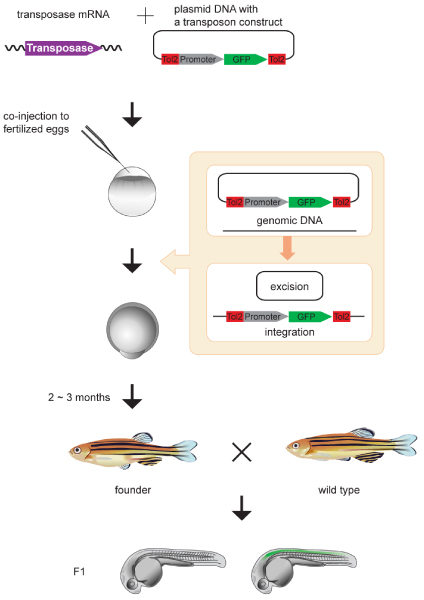 transposase mRNA
plasmid DNA with
a transposon construct
Transposase
Tol2 Promoter GFP Tol2
co-injection to
fertilized eggs
Tol2 Promoter GFP Tol2
genomic DNA
excision
Tol2 Promoter GFP Tol2
integration
2 ~ 3 months
founder
wild type
F1